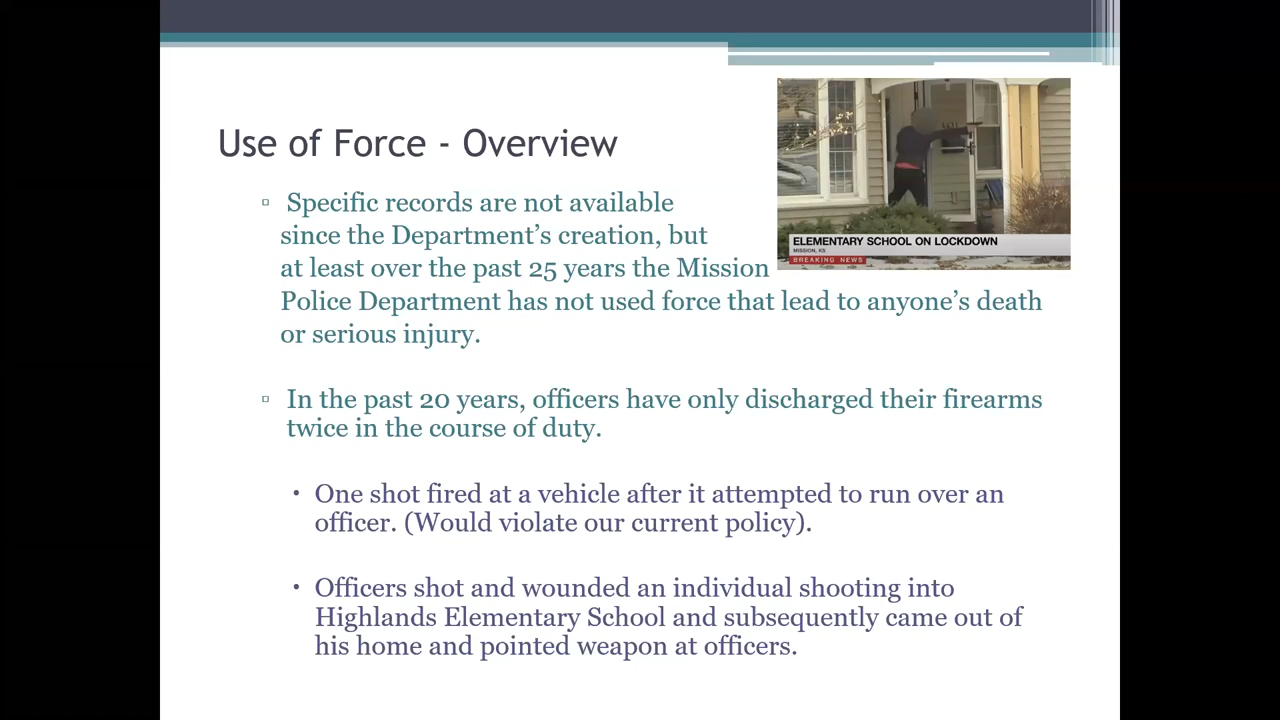 Use of Force - Overview
ELEMENTARY SCHOOL ON LOCKDOWN
MISSION, KS
BREAKING NEWS
▫ Specific records are not available
since the Department’s creation, but
at least over the past 25 years the Mission
Police Department has not used force that lead to anyone’s death
or serious injury.
▫ In the past 20 years, officers have only discharged their firearms
twice in the course of duty.
• One shot fired at a vehicle after it attempted to run over an
officer. (Would violate our current policy).
• Officers shot and wounded an individual shooting into
Highlands Elementary School and subsequently came out of
his home and pointed weapon at officers.